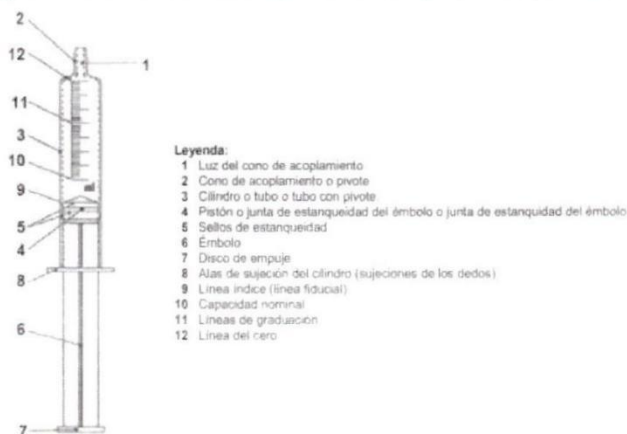 2
12
1
11
3
10
9
5
4
8
6
7
ml
Leyenda:
1 Luz del cono de acoplamiento
2 Cono de acoplamiento o pivote
3 Cilindro o tubo o tubo con pivote
4 Pistón o junta de estanqueidad del émbolo o junta de estanquidad del émbolo
5 Sellos de estanqueidad
6 Émbolo
7 Disco de empuje
8 Alas de sujeción del cilindro (sujeciones de los dedos)
9 Línea índice (línea fiducial)
10 Capacidad nominal
11 Líneas de graduación
12 Línea del cero